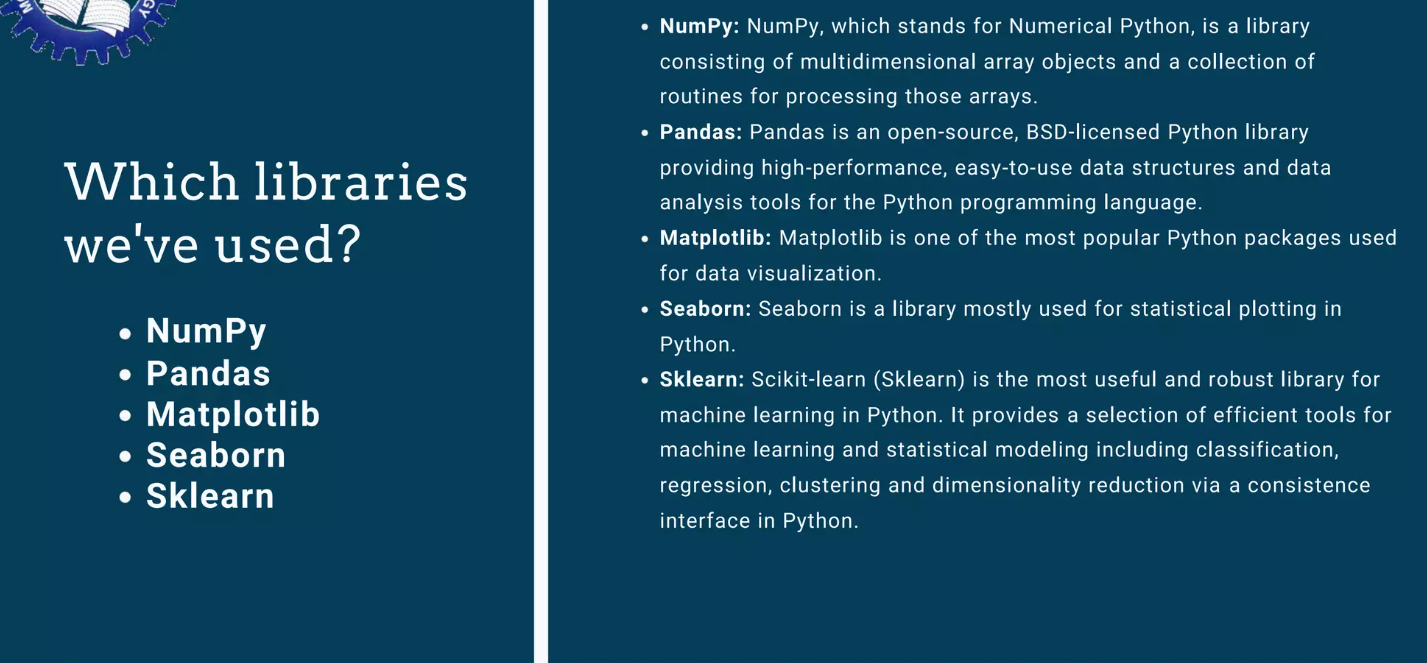 Which libraries
we've used?
• NumPy
• Pandas
• Matplotlib
• Seaborn
• Sklearn
• NumPy: NumPy, which stands for Numerical Python, is a library
consisting of multidimensional array objects and a collection of
routines for processing those arrays.
• Pandas: Pandas is an open-source, BSD-licensed Python library
providing high-performance, easy-to-use data structures and data
analysis tools for the Python programming language.
• Matplotlib: Matplotlib is one of the most popular Python packages used
for data visualization.
• Seaborn: Seaborn is a library mostly used for statistical plotting in
Python.
• Sklearn: Scikit-learn (Sklearn) is the most useful and robust library for
machine learning in Python. It provides a selection of efficient tools for
machine learning and statistical modeling including classification,
regression, clustering and dimensionality reduction via a consistence
interface in Python.